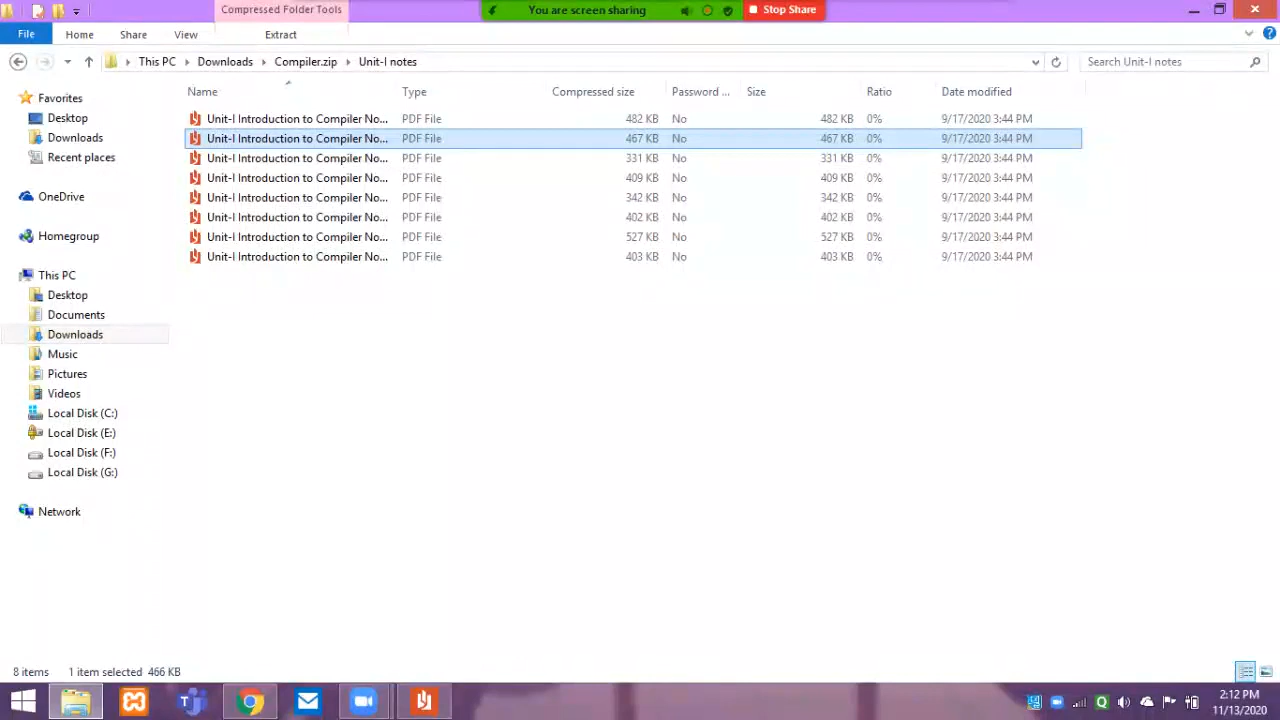 Compressed Folder Tools
You are screen sharing
Stop Share
File Home Share View Extract
This PC Downloads Compiler.zip Unit-I notes
Search Unit-I notes
Name Type Compressed size Password ... Size Ratio Date modified
Unit-I Introduction to Compiler No... PDF File 482 KB No 482 KB 0% 9/17/2020 3:44 PM
Unit-I Introduction to Compiler No... PDF File 467 KB No 467 KB 0% 9/17/2020 3:44 PM
Unit-I Introduction to Compiler No... PDF File 331 KB No 331 KB 0% 9/17/2020 3:44 PM
Unit-I Introduction to Compiler No... PDF File 409 KB No 409 KB 0% 9/17/2020 3:44 PM
Unit-I Introduction to Compiler No... PDF File 342 KB No 342 KB 0% 9/17/2020 3:44 PM
Unit-I Introduction to Compiler No... PDF File 402 KB No 402 KB 0% 9/17/2020 3:44 PM
Unit-I Introduction to Compiler No... PDF File 527 KB No 527 KB 0% 9/17/2020 3:44 PM
Unit-I Introduction to Compiler No... PDF File 403 KB No 403 KB 0% 9/17/2020 3:44 PM
Favorites
Desktop
Downloads
Recent places
OneDrive
Homegroup
This PC
Desktop
Documents
Downloads
Music
Pictures
Videos
Local Disk (C:)
Local Disk (E:)
Local Disk (F:)
Local Disk (G:)
Network
8 items 1 item selected 466 KB
2:12 PM
11/13/2020